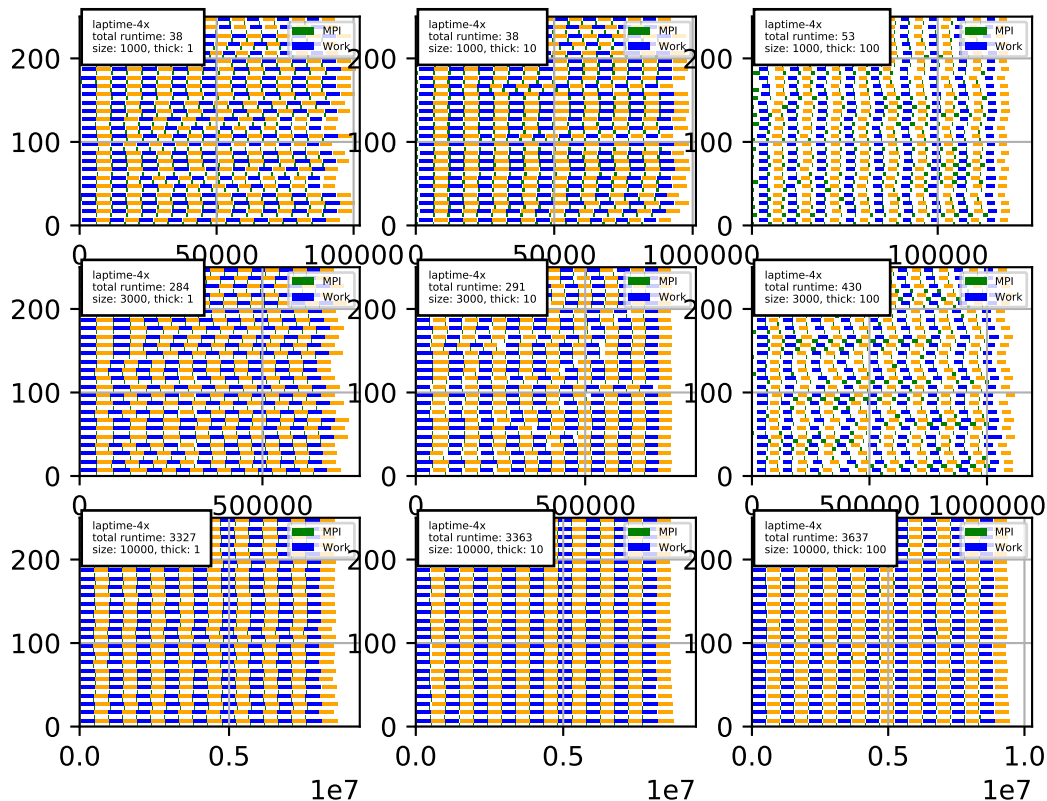 laptime-4x
total runtime: 38
size: 1000, thick: 1
MPI
Work
200
100
0
0
50000
100000
laptime-4x
total runtime: 38
size: 1000, thick: 10
MPI
Work
200
100
0
0
50000
100000
laptime-4x
total runtime: 53
size: 1000, thick: 100
MPI
Work
200
100
0
0
100000
laptime-4x
total runtime: 284
size: 3000, thick: 1
MPI
Work
200
100
0
0
500000
laptime-4x
total runtime: 291
size: 3000, thick: 10
MPI
Work
200
100
0
0
500000
laptime-4x
total runtime: 430
size: 3000, thick: 100
MPI
Work
200
100
0
0
500000
1000000
laptime-4x
total runtime: 3327
size: 10000, thick: 1
MPI
Work
200
100
0
0.0
0.5
1e7
laptime-4x
total runtime: 3363
size: 10000, thick: 10
MPI
Work
200
100
0
0.0
0.5
1e7
laptime-4x
total runtime: 3637
size: 10000, thick: 100
MPI
Work
200
100
0
0.0
0.5
1.0
1e7